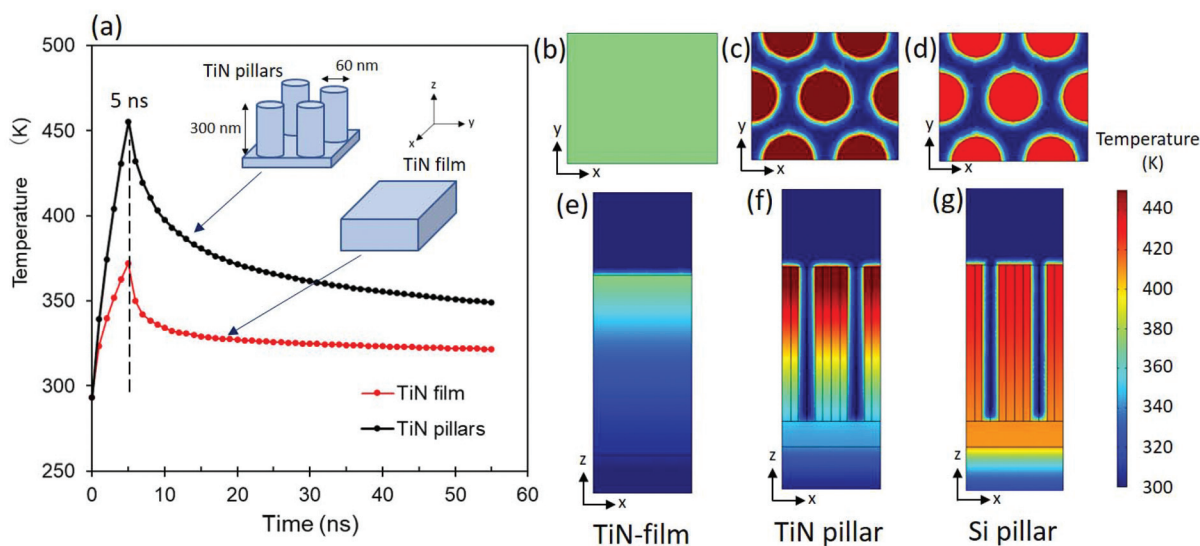 (a)
500
450
400
350
300
250
Temperature (K)
0
10
20
30
40
50
60
Time (ns)
5 ns
TiN pillars
60 nm
300 nm
z
y
x
TiN film
TiN film
TiN pillars
(b)
y
x
(c)
y
x
(d)
y
x
(e)
z
x
TiN-film
(f)
z
x
TiN pillar
(g)
z
x
Si pillar
Temperature
(K)
440
420
400
380
360
340
320
300